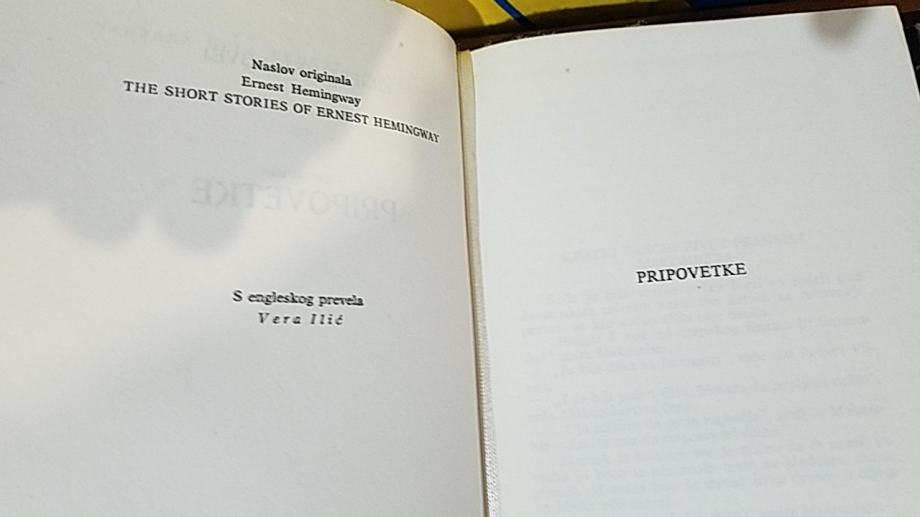 Naslov originala
Ernest Hemingway
THE SHORT STORIES OF ERNEST HEMINGWAY
S engleskog prevela
Vera Ilić
PRIPOVETKE